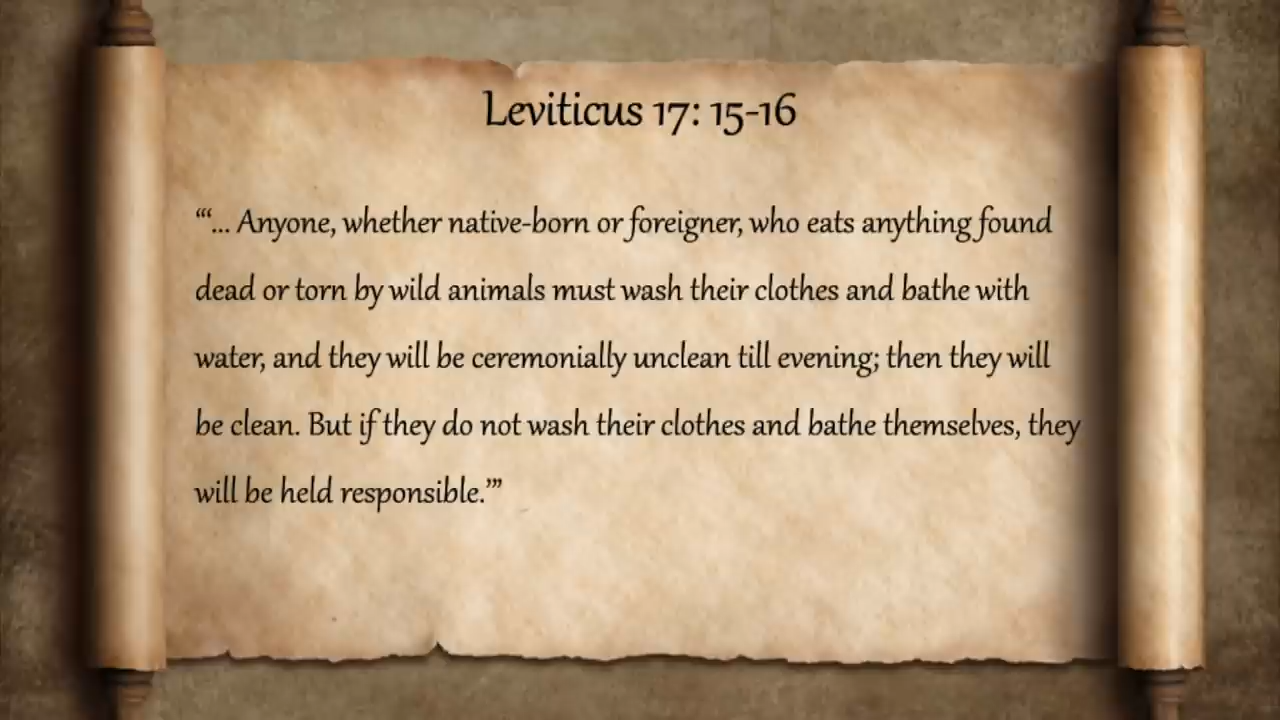 Leviticus 17: 15-16
“‘... Anyone, whether native-born or foreigner, who eats anything found
dead or torn by wild animals must wash their clothes and bathe with
water, and they will be ceremonially unclean till evening; then they will
be clean. But if they do not wash their clothes and bathe themselves, they
will be held responsible.’”